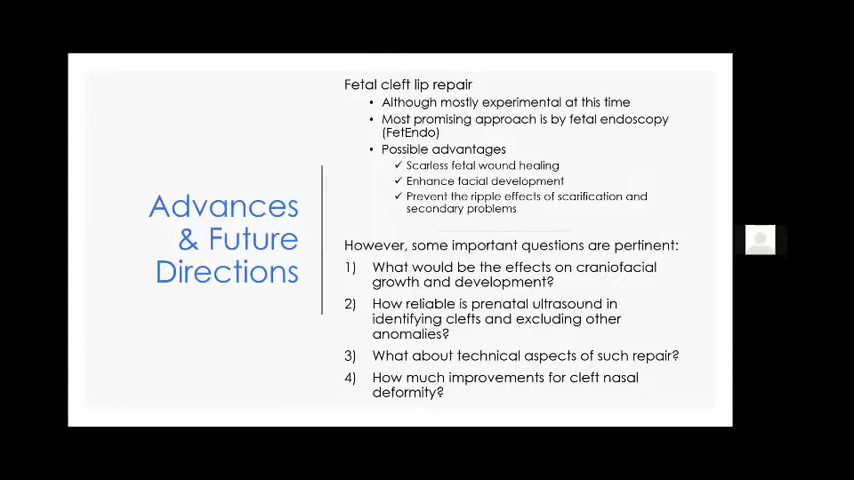 Advances
& Future
Directions
Fetal cleft lip repair
• Although mostly experimental at this time
• Most promising approach is by fetal endoscopy
(FetEndo)
• Possible advantages
✓ Scarless fetal wound healing
✓ Enhance facial development
✓ Prevent the ripple effects of scarification and
secondary problems
However, some important questions are pertinent:
1) What would be the effects on craniofacial
growth and development?
2) How reliable is prenatal ultrasound in
identifying clefts and excluding other
anomalies?
3) What about technical aspects of such repair?
4) How much improvements for cleft nasal
deformity?